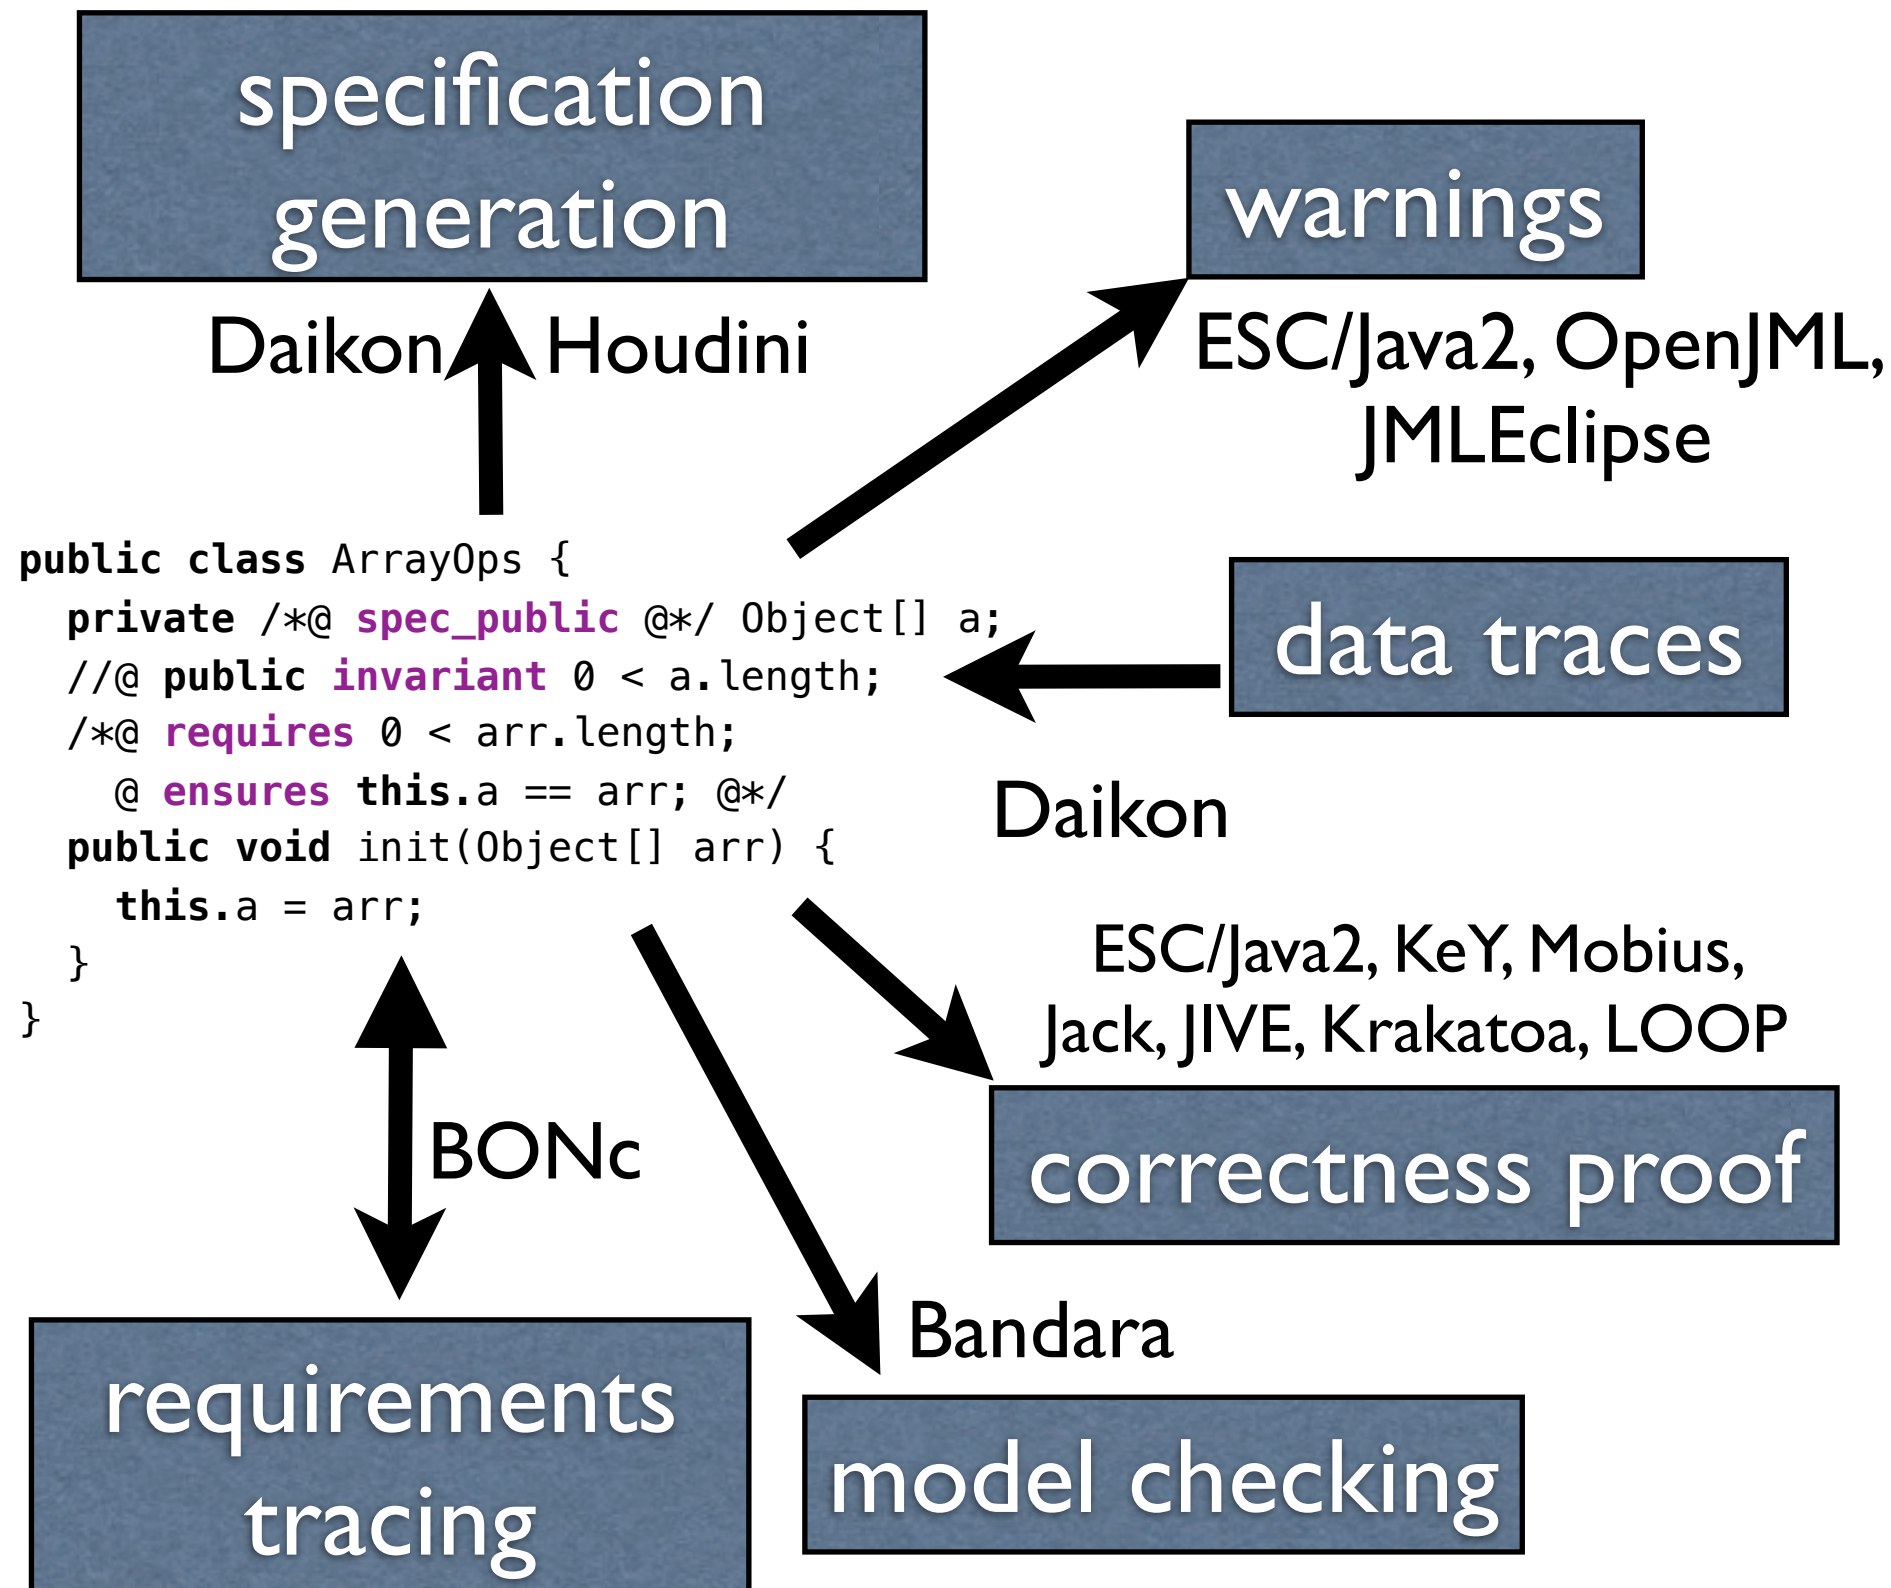 specification
generation
warnings
Daikon Houdini
ESC/Java2, OpenJML,
JMLEclipse
public class ArrayOps {
  private /*@ spec_public @*/ Object[] a;
  //@ public invariant 0 < a.length;
  /*@ requires 0 < arr.length;
    @ ensures this.a == arr; @*/
  public void init(Object[] arr) {
    this.a = arr;
  }
}
data traces
Daikon
ESC/Java2, KeY, Mobius,
Jack, JIVE, Krakatoa, LOOP
correctness proof
BONc
Bandara
requirements
tracing
model checking